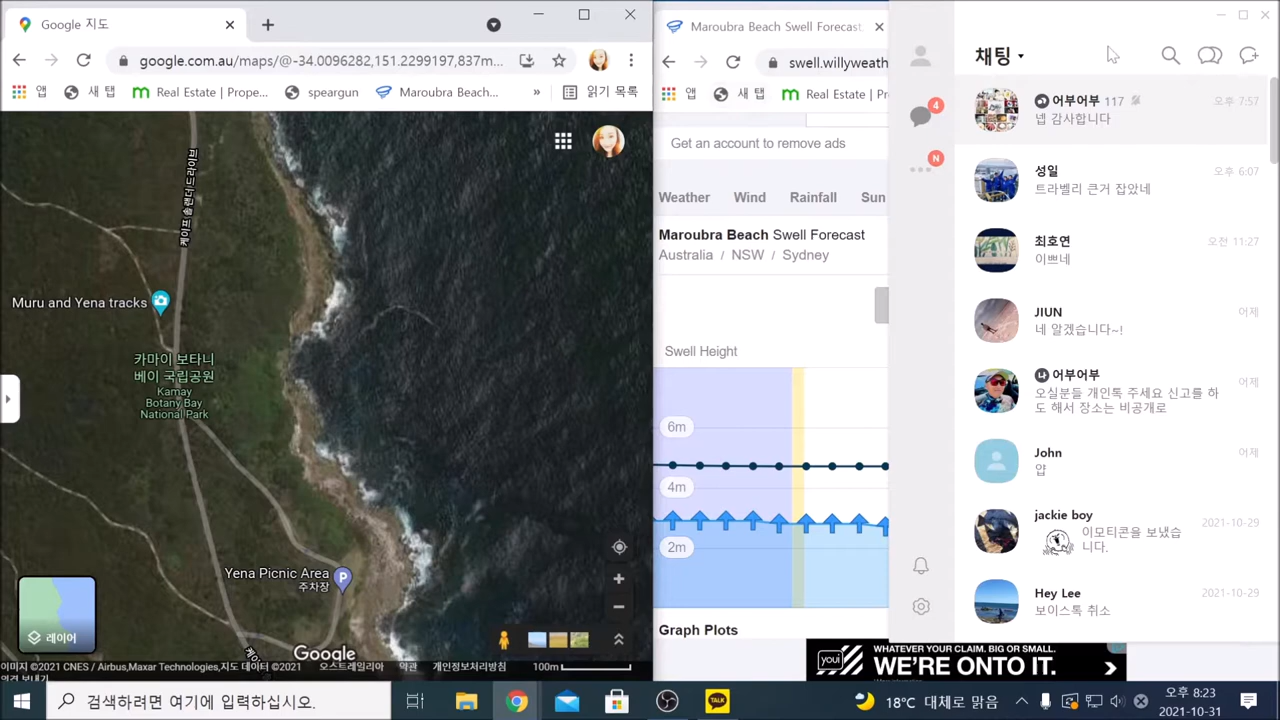 Google 지도
google.com.au/maps/@-34.0096282,151.2299197,837m...
앱
새 탭
Real Estate | Prope...
speargun
Maroubra Beach...
»
읽기 목록
케이프 솔랜더 드라이브
Muru and Yena tracks
카마이 보타니
베이 국립공원
Kamay
Botany Bay
National Park
Yena Picnic Area
주차장
레이어
Google
이미지 ©2021 CNES / Airbus,Maxar Technologies,지도 데이터 ©2021
오스트레일리아
약관
개인정보처리방침
100m
Maroubra Beach Swell Forecast.
swell.willyweath
앱
새 탭
Real Estate | Pr
Get an account to remove ads
Weather
Wind
Rainfall
Sun
Maroubra Beach Swell Forecast
Australia / NSW / Sydney
Swell Height
6m
4m
2m
Graph Plots
youi
WHATEVER YOUR CLAIM. BIG OR SMALL.
WE'RE ONTO IT.
4
N
채팅
어부어부 117
오후 7:57
넵 감사합니다
성일
오후 6:07
트라벨리 큰거 잡았네
최호연
오전 11:27
이쁘네
JIUN
어제
네 알겠습니다~!
나 어부어부
어제
오실분들 개인톡 주세요 신고를 하
도 해서 장소는 비공개로
John
어제
얍
jackie boy
2021-10-29
이모티콘을 보냈습
니다.
Hey Lee
2021-10-29
보이스톡 취소
검색하려면 여기에 입력하십시오.
TALK
18°C 대체로 맑음
오후 8:23
2021-10-31